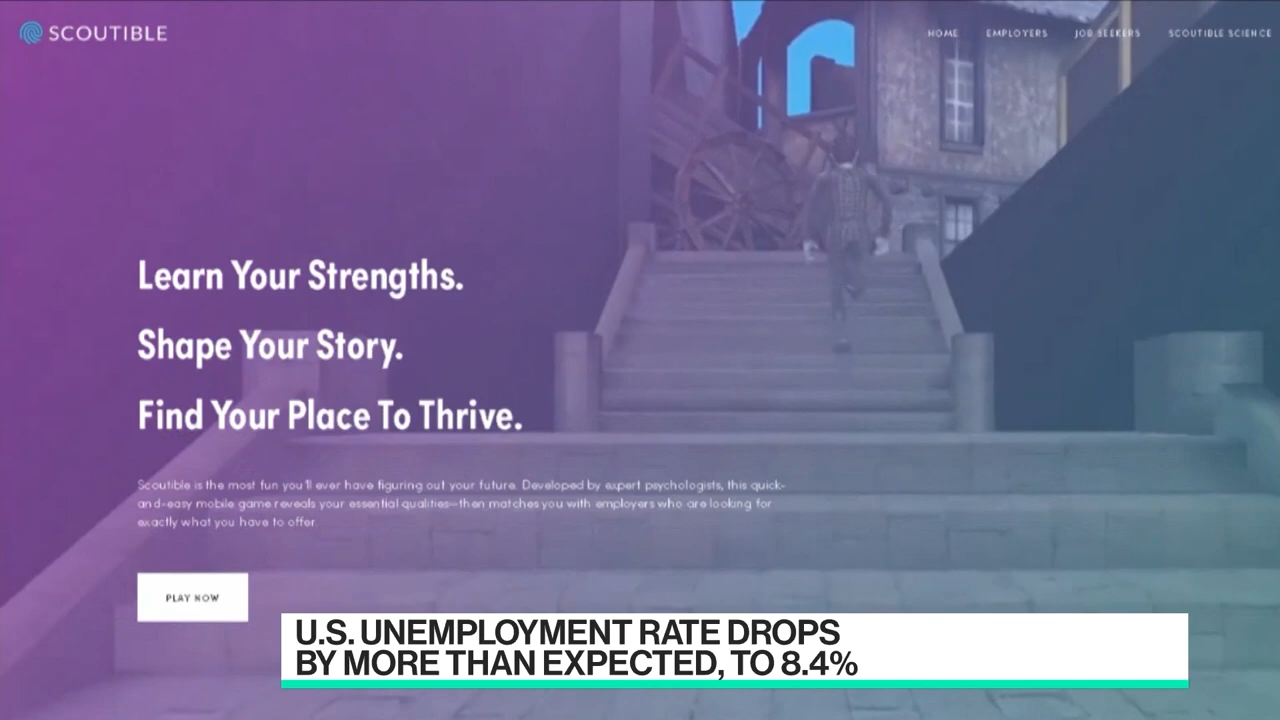 SCOUTIBLE
HOME EMPLOYERS JOB SEEKERS SCOUTIBLE SCIENCE
Learn Your Strengths.
Shape Your Story.
Find Your Place To Thrive.
Scoutible is the most fun you'll ever have figuring out your future. Developed by expert psychologists, this quick-
and-easy mobile game reveals your essential qualities—then matches you with employers who are looking for
exactly what you have to offer.
PLAY NOW
U.S. UNEMPLOYMENT RATE DROPS
BY MORE THAN EXPECTED, TO 8.4%